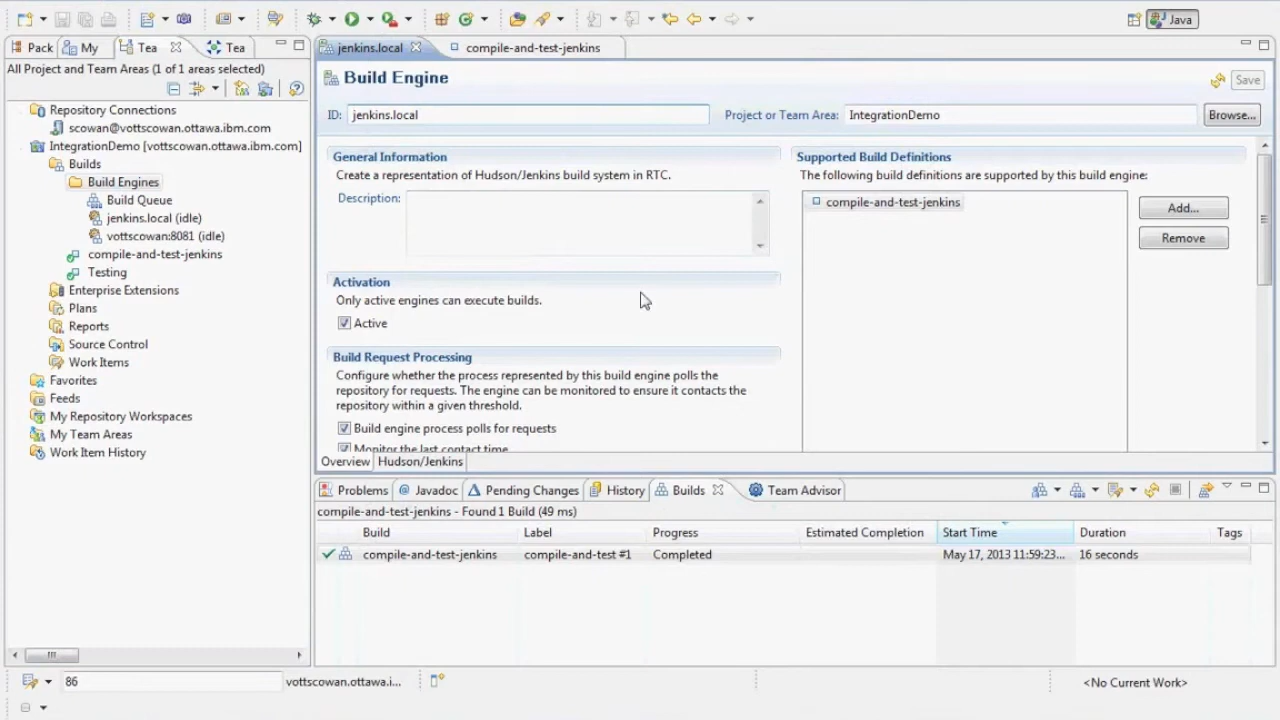 Java
Pack
My
Tea
Tea
All Project and Team Areas (1 of 1 areas selected)
Repository Connections
scowan@vottscowan.ottawa.ibm.com
IntegrationDemo [vottscowan.ottawa.ibm.com]
Builds
Build Engines
Build Queue
jenkins.local (idle)
vottscowan:8081 (idle)
compile-and-test-jenkins
Testing
Enterprise Extensions
Plans
Reports
Source Control
Work Items
Favorites
Feeds
My Repository Workspaces
My Team Areas
Work Item History
jenkins.local
compile-and-test-jenkins
Build Engine
Save
ID: jenkins.local
Project or Team Area: IntegrationDemo
Browse...
General Information
Create a representation of Hudson/Jenkins build system in RTC.
Description:
Activation
Only active engines can execute builds.
Active
Build Request Processing
Configure whether the process represented by this build engine polls the
repository for requests. The engine can be monitored to ensure it contacts the
repository within a given threshold.
Build engine process polls for requests
Monitor the last contact time
Supported Build Definitions
The following build definitions are supported by this build engine:
compile-and-test-jenkins
Add...
Remove
Overview Hudson/Jenkins
Problems @ Javadoc Pending Changes History Builds Team Advisor
compile-and-test-jenkins - Found 1 Build (49 ms)
Build Label Progress Estimated Completion Start Time Duration Tags
compile-and-test-jenkins compile-and-test #1 Completed May 17, 2013 11:59:23... 16 seconds
86
vottscowan.ottawa.i...
<No Current Work>